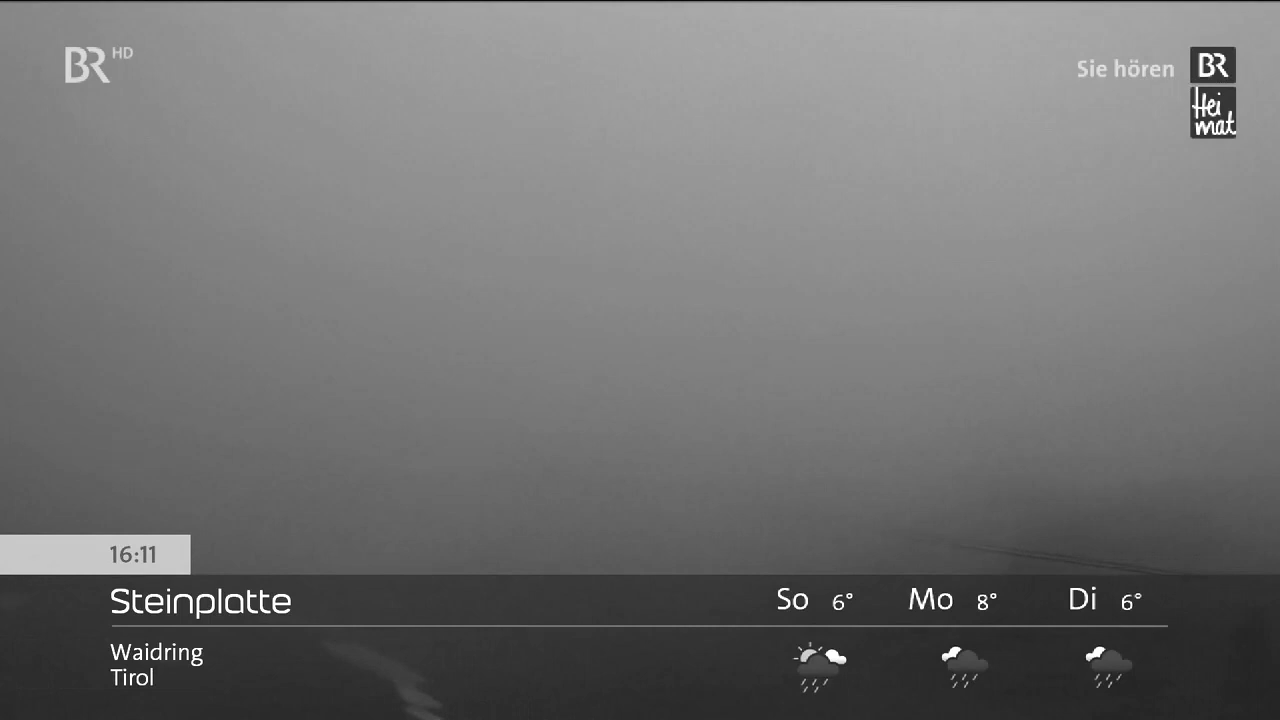 BR HD
Sie hören BR
Hei
mat
16:11
Steinplatte So 6° Mo 8° Di 6°
Waidring
Tirol